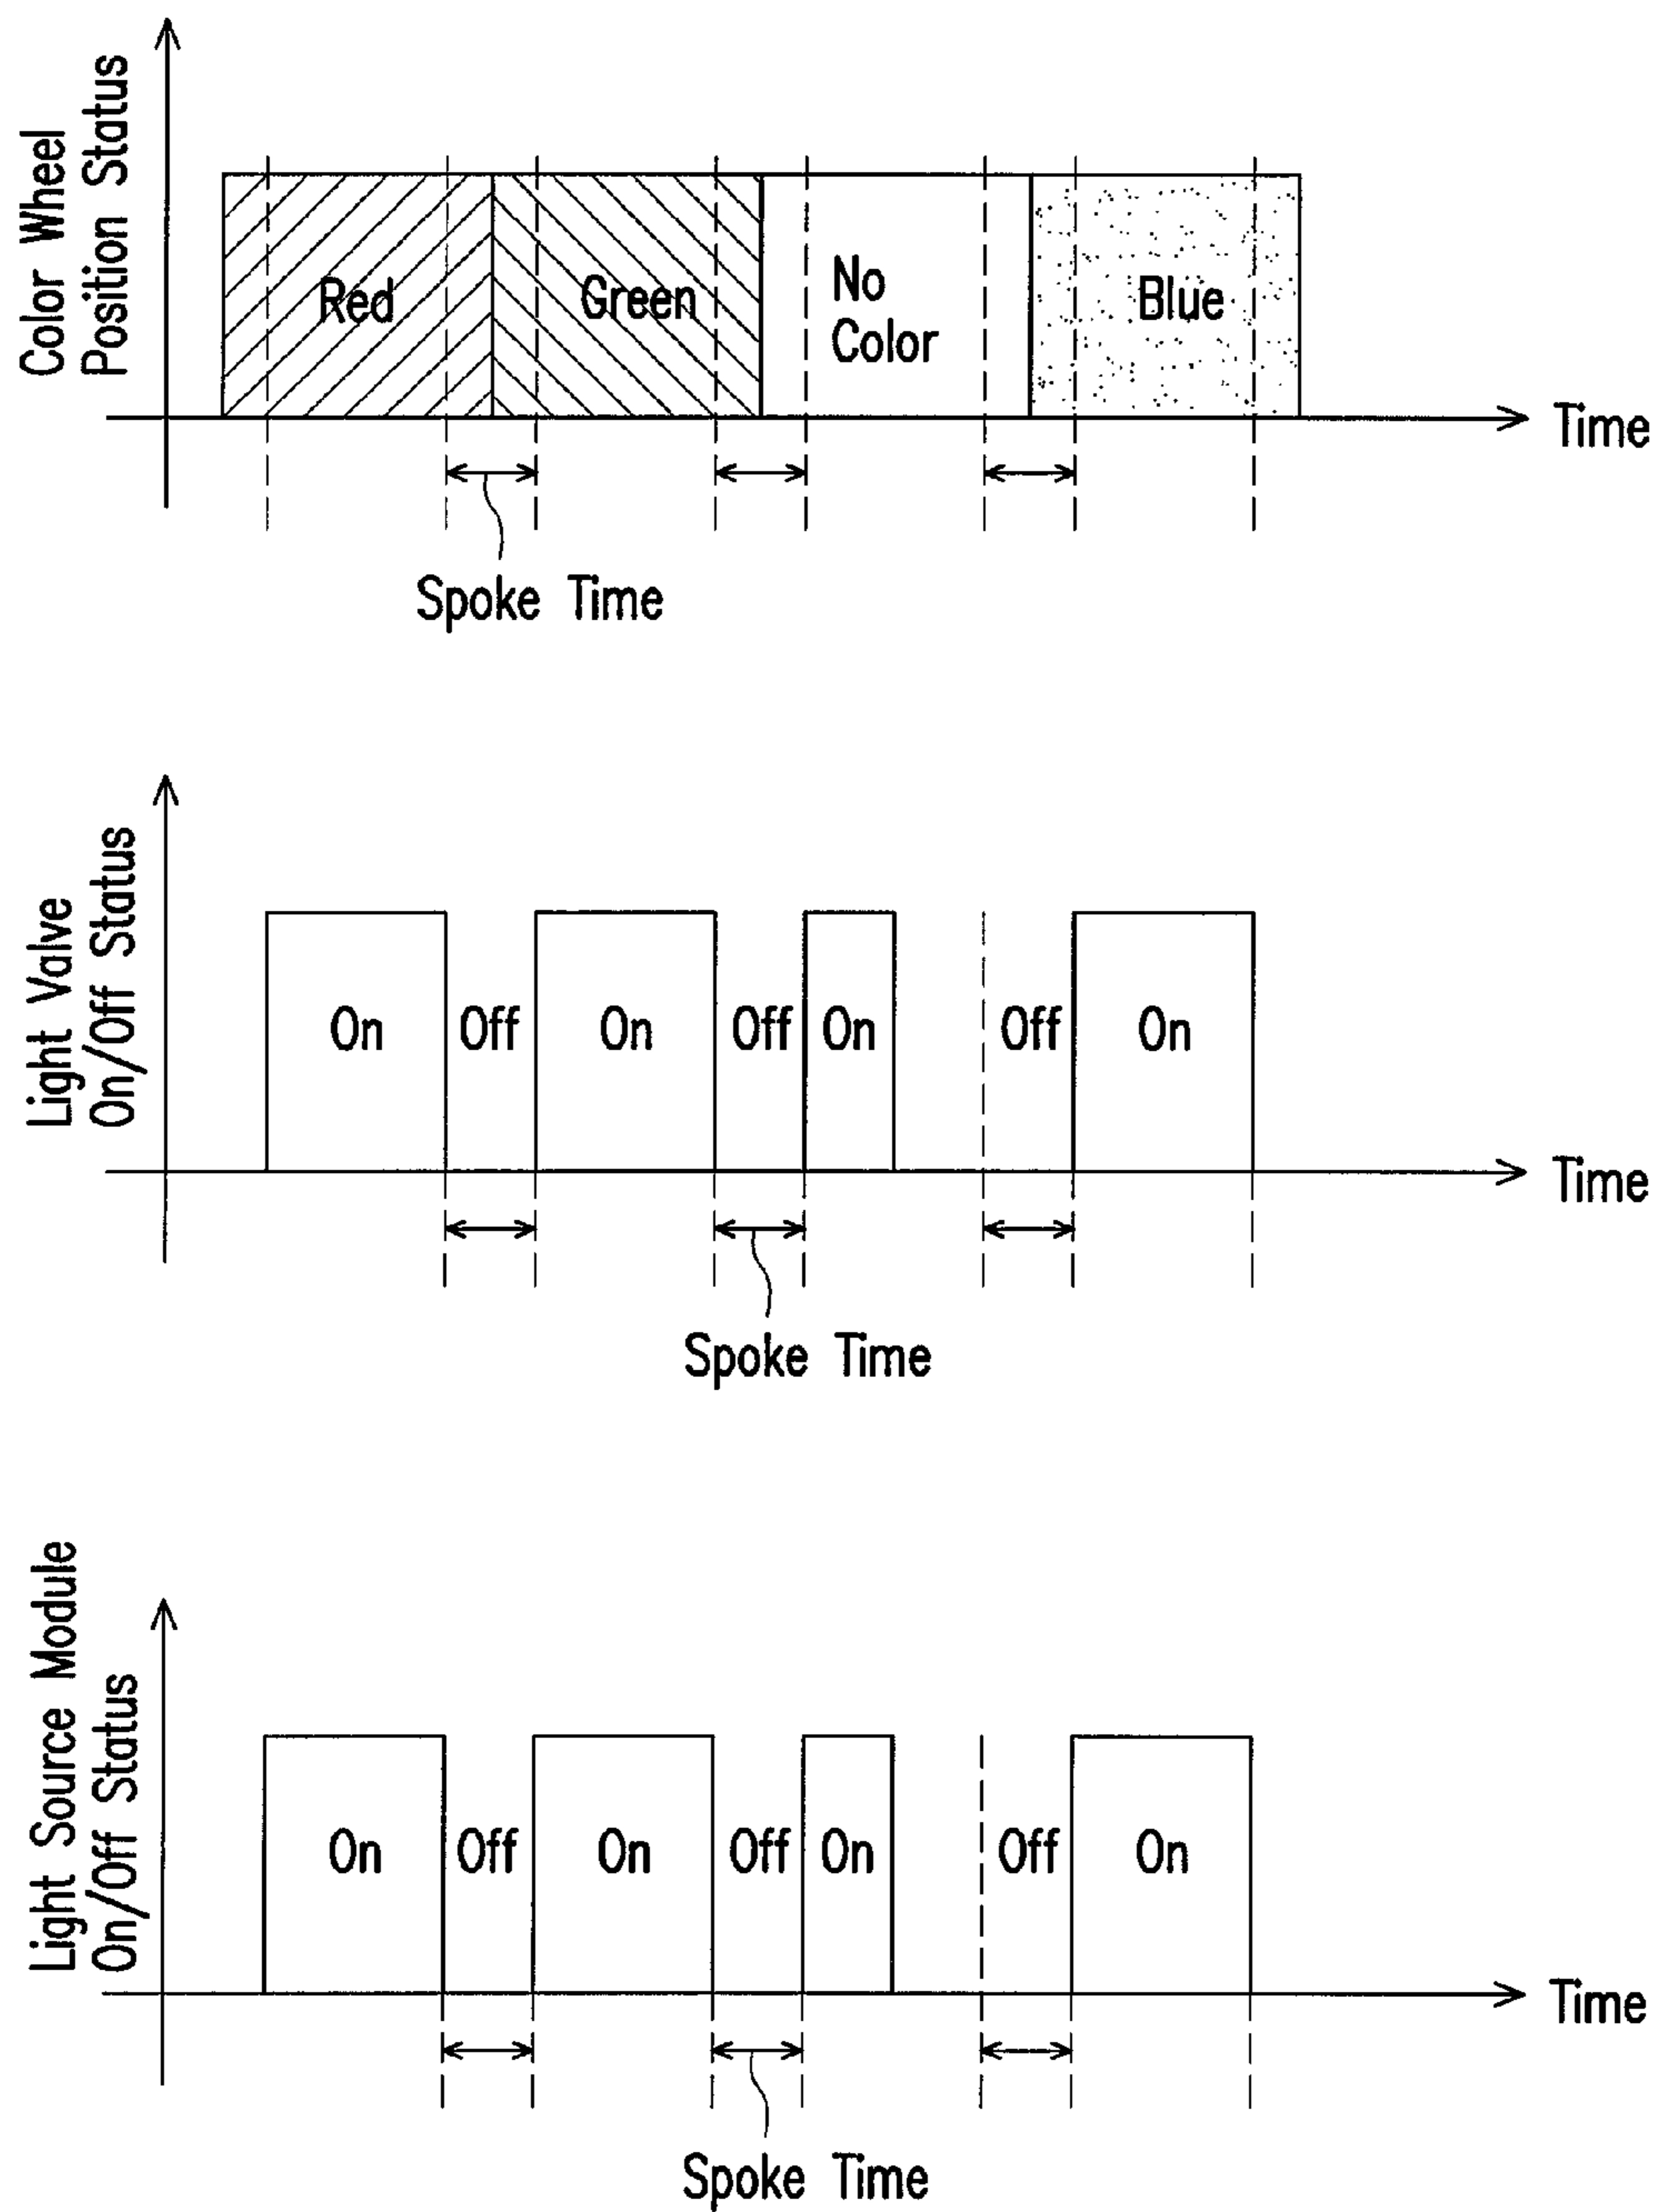 Color Wheel
Position Status
Red
Green
No
Color
Blue
Time
Spoke Time
Light Valve
On/Off Status
On
Off
On
Off
On
Off
On
Time
Spoke Time
Light Source Module
On/Off Status
On
Off
On
Off
On
Off
On
Time
Spoke Time